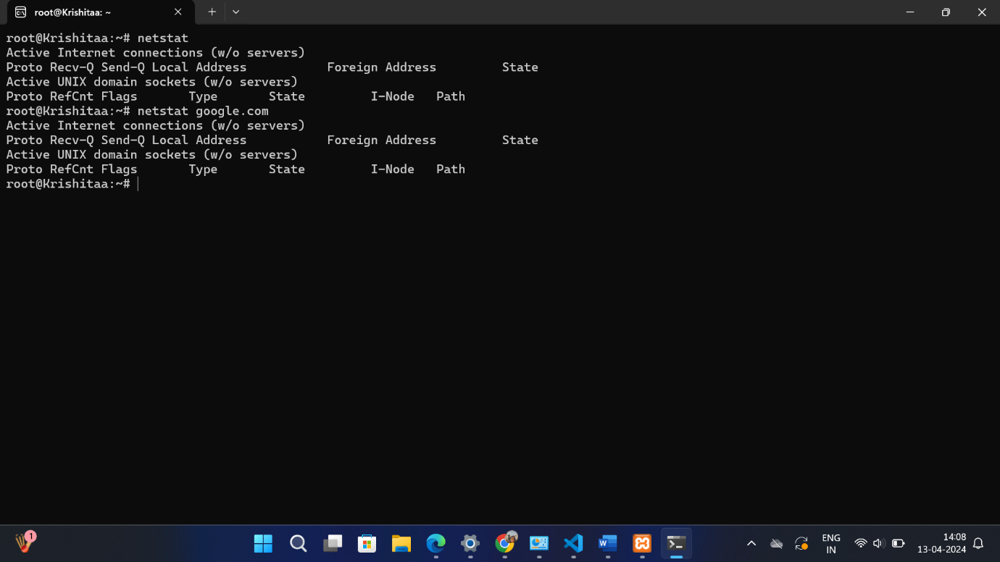 root@Krishitaa: ~
root@Krishitaa:~# netstat
Active Internet connections (w/o servers)
Proto Recv-Q Send-Q Local Address           Foreign Address         State
Active UNIX domain sockets (w/o servers)
Proto RefCnt Flags       Type       State         I-Node   Path
root@Krishitaa:~# netstat google.com
Active Internet connections (w/o servers)
Proto Recv-Q Send-Q Local Address           Foreign Address         State
Active UNIX domain sockets (w/o servers)
Proto RefCnt Flags       Type       State         I-Node   Path
root@Krishitaa:~#
1
ENG
IN
14:08
13-04-2024